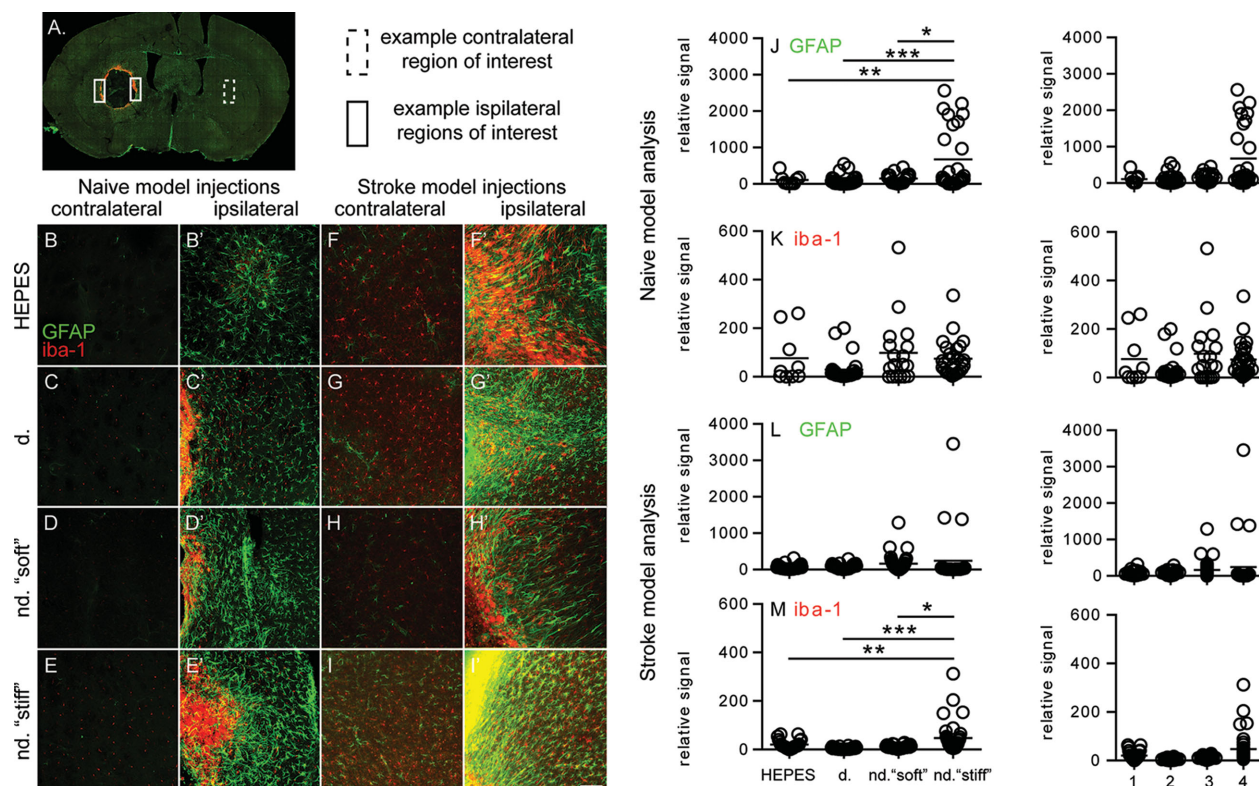 A.
example contralateral
region of interest
example ispilateral
regions of interest
Naive model injections
contralateral ipsilateral
Stroke model injections
contralateral ipsilateral
HEPES
B B' F F'
GFAP
iba-1
d.
C C' G G'
nd. "soft"
D D' H H'
nd. "stiff"
E E' I I'
Naive model analysis
J GFAP
relative signal
4000
3000
2000
1000
0
*
***
**
relative signal
4000
3000
2000
1000
0
K iba-1
relative signal
600
400
200
0
relative signal
600
400
200
0
Stroke model analysis
L GFAP
relative signal
4000
3000
2000
1000
0
relative signal
4000
3000
2000
1000
0
M iba-1
relative signal
600
400
200
0
*
***
**
HEPES d. nd."soft" nd."stiff"
relative signal
600
400
200
0
1 2 3 4